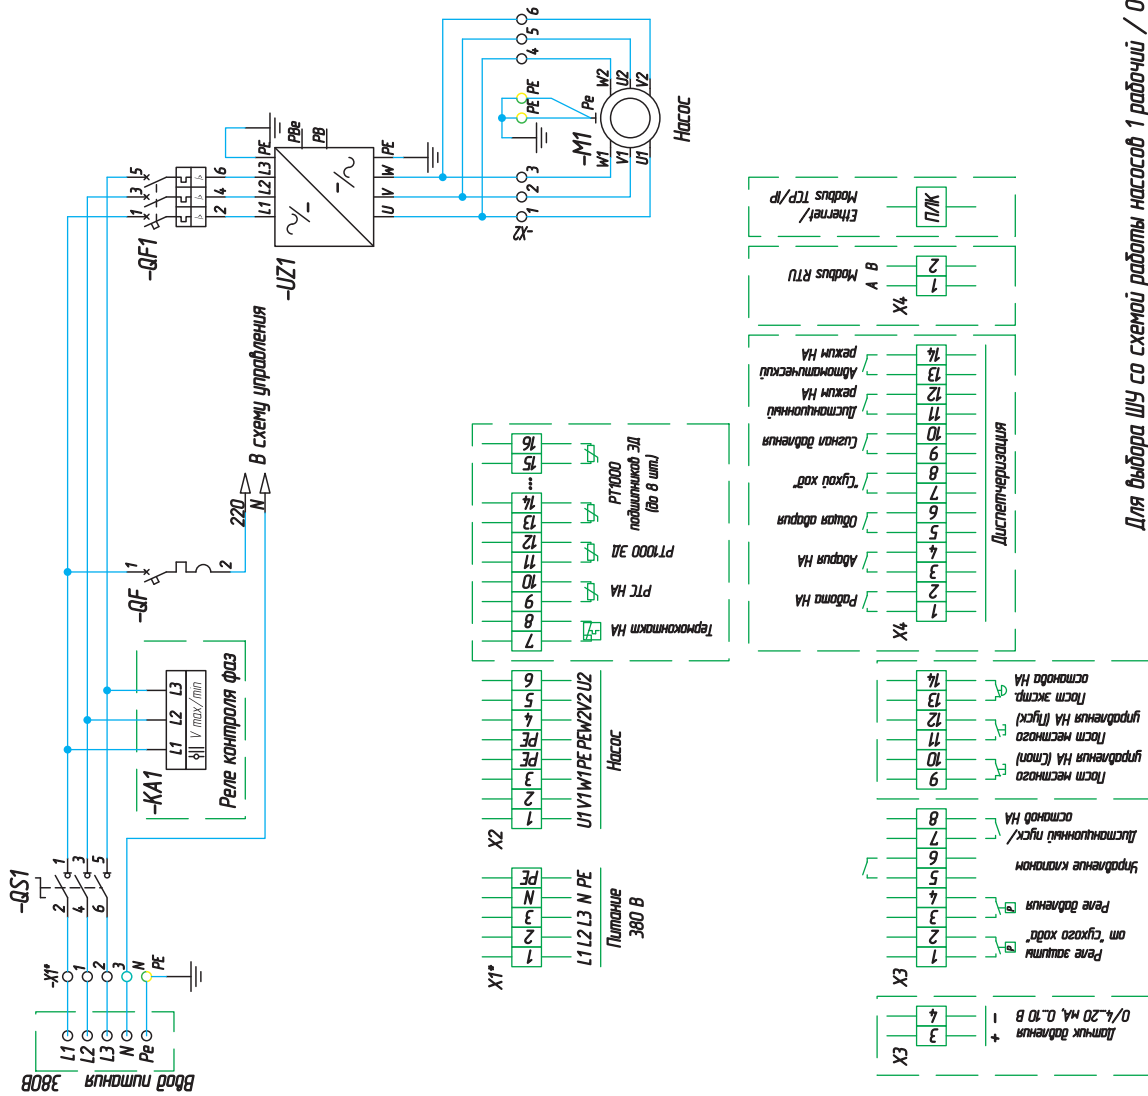 Ввод питания 380В
L1
L2
L3
N
Pe
-X1*
1
2
3
N
PE
-QS1
2 1
4 3
6 5
-KA1
L1 L2 L3
V max/min
Реле контроля фаз
-QF
1
2
220
N
В схему управления
-QF1
1 3 5
2 4 6
-UZ1
L1 L2 L3 PE
PBe
PB
U V W PE
-X2
1 2 3
PE PE
4 5 6
-M1
Pe
W1 V1 U1
W2 U2 V2
Насос
X1*
1 2 3 N PE
L1 L2 L3 N PE
Питание
380 В
X2
1 2 3 PE PE 4 5 6
U1 V1 W1 PE PE W2 V2 U2
Насос
7 8 9 10 11 12 13 14 ... 15 16
Термоконтакт НА
PTC НА
PT1000 ЭД
PT1000
подшипников ЭД
(до 8 шт.)
X3
3 4
+ -
Датчик давления
0/4...20 мА, 0...10 В
X3
1 2 3 4 5 6 7 8
Реле защиты
от "сухого хода"
P
Реле давления
P
Управление клапаном
Дистанционный пуск/
останов НА
9 10 11 12 13 14
Пост местного
управления НА (Стоп)
Пост местного
управления НА (Пуск)
Пост экстр.
останова НА
X4
1 2 3 4 5 6 7 8 9 10 11 12 13 14
Работа НА
Авария НА
Общая авария
"Сухой ход"
Сигнал давления
Дистанционный
режим НА
Автоматический
режим НА
Диспетчеризация
X4
1 2
A B
Modbus RTU
П/К
Ethernet/
Modbus TCP/IP
Для выбора ШУ со схемой работы насосов 1 рабочий / 0